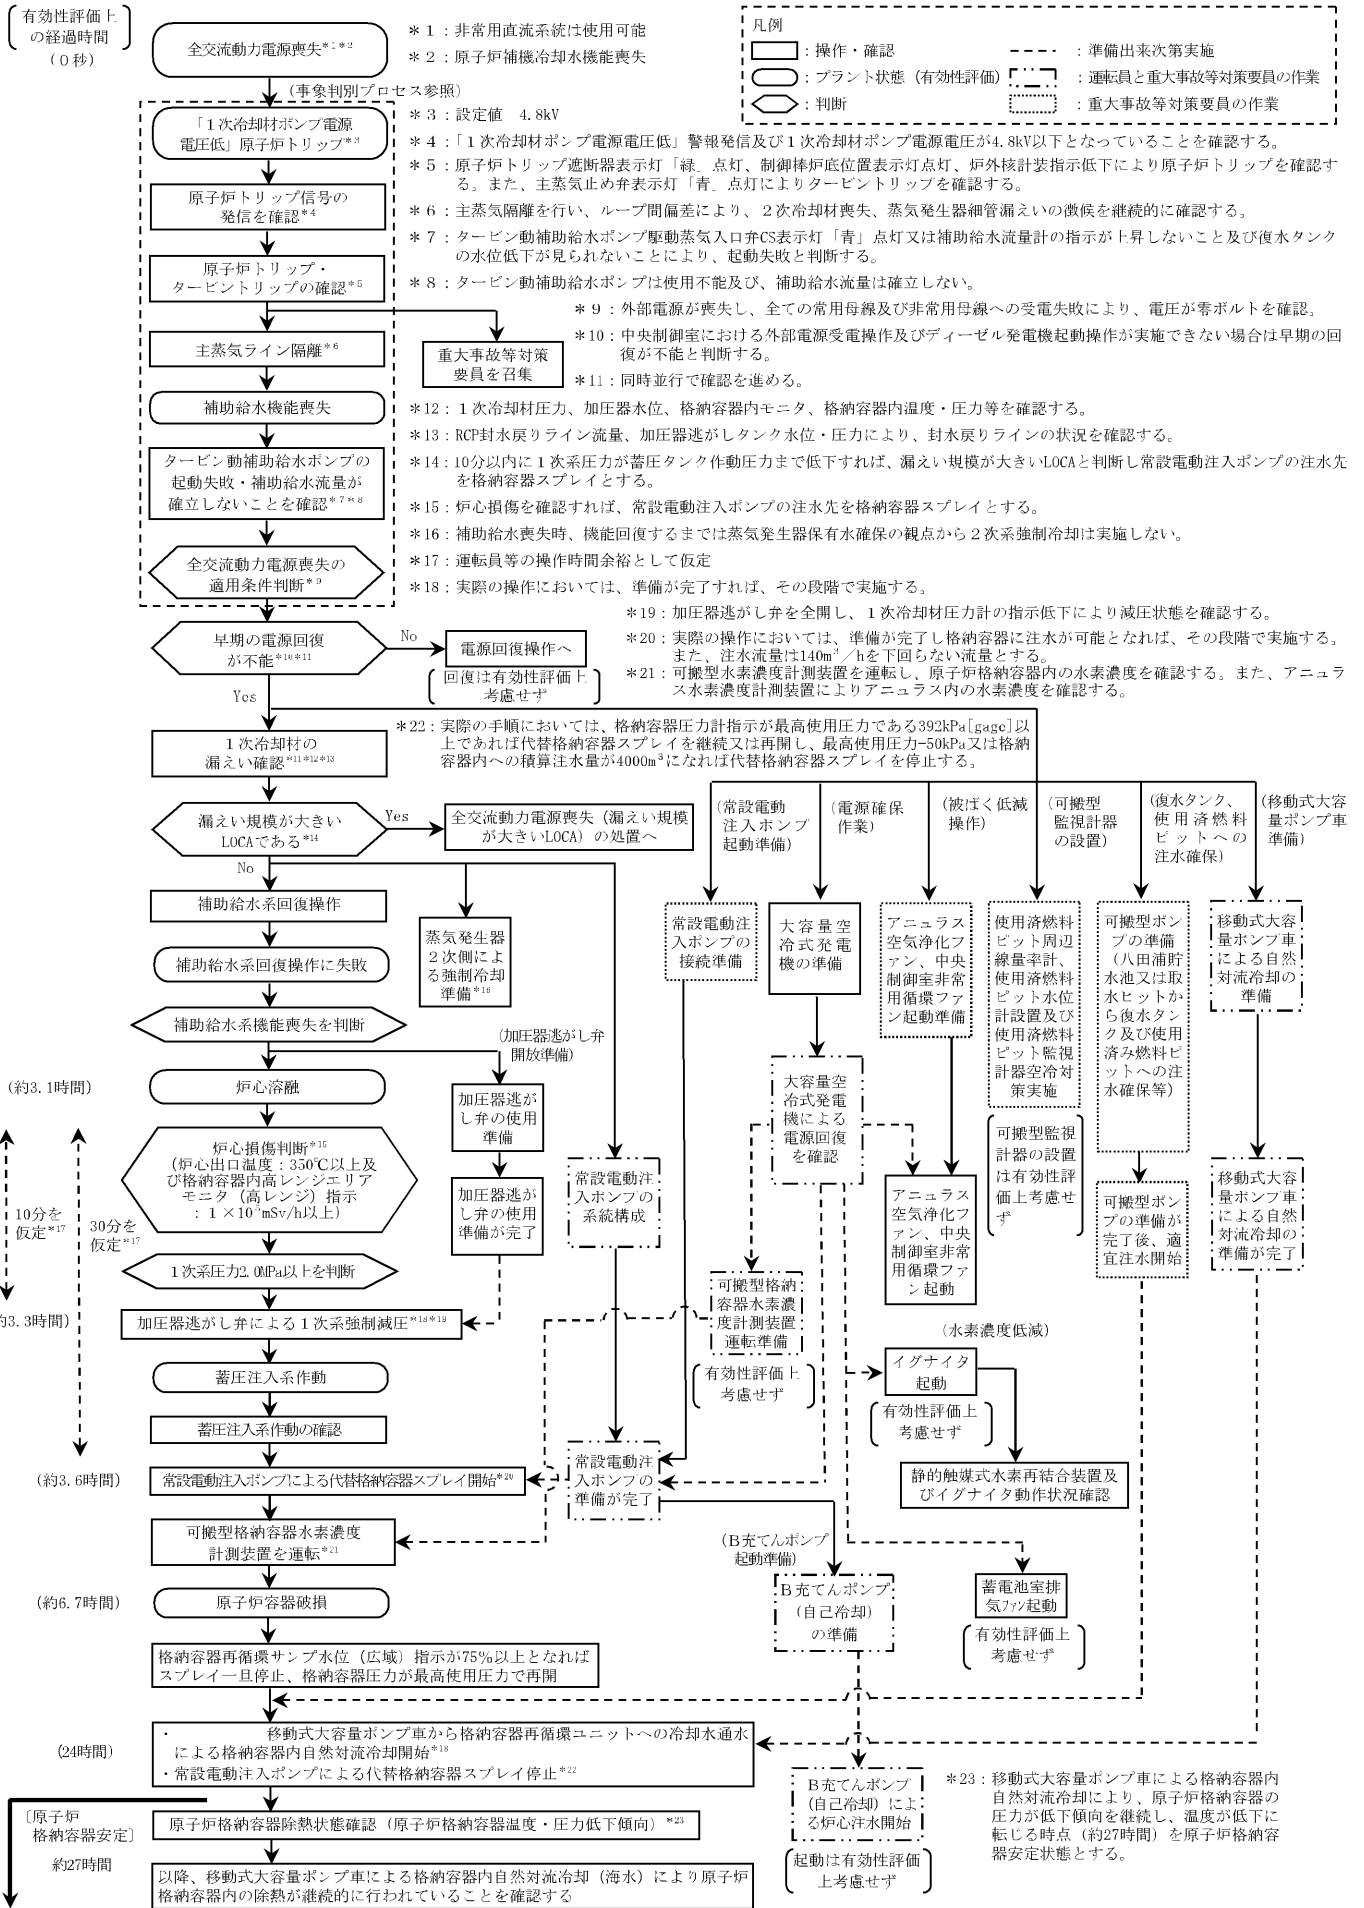 有効性評価上
の経過時間
(0秒)
全交流動力電源喪失*1*2
*1:非常用直流系統は使用可能
*2:原子炉補機冷却水機能喪失
凡例
:操作・確認
:準備出来次第実施
:プラント状態(有効性評価)
:運転員と重大事故等対策要員の作業
:判断
:重大事故等対策要員の作業
(事象判別プロセス参照)
「1次冷却材ポンプ電源
電圧低」原子炉トリップ*3
原子炉トリップ信号の
発信を確認*4
原子炉トリップ・
タービントリップの確認*5
主蒸気ライン隔離*6
重大事故等対策
要員を召集
補助給水機能喪失
タービン動補助給水ポンプの
起動失敗・補助給水流量が
確立しないことを確認*7*8
全交流動力電源喪失の
適用条件判断*9
*3:設定値 4.8kV
*4:「1次冷却材ポンプ電源電圧低」警報発信及び1次冷却材ポンプ電源電圧が4.8kV以下となっていることを確認する。
*5:原子炉トリップ遮断器表示灯「緑」点灯、制御棒炉底位置表示灯点灯、炉外核計装指示低下により原子炉トリップを確認す
る。また、主蒸気止め弁表示灯「青」点灯によりタービントリップを確認する。
*6:主蒸気隔離を行い、ループ間偏差により、2次冷却材喪失、蒸気発生器細管漏えいの徴候を継続的に確認する。
*7:タービン動補助給水ポンプ駆動蒸気入口弁CS表示灯「青」点灯又は補助給水流量計の指示が上昇しないこと及び復水タンク
の水位低下が見られないことにより、起動失敗と判断する。
*8:タービン動補助給水ポンプは使用不能及び、補助給水流量は確立しない。
*9:外部電源が喪失し、全ての常用母線及び非常用母線への受電失敗により、電圧が零ボルトを確認。
*10:中央制御室における外部電源受電操作及びディーゼル発電機起動操作が実施できない場合は早期の回
復が不能と判断する。
*11:同時並行で確認を進める。
*12:1次冷却材圧力、加圧器水位、格納容器内モニタ、格納容器内温度・圧力等を確認する。
*13:RCP封水戻りライン流量、加圧器逃がしタンク水位・圧力により、封水戻りラインの状況を確認する。
*14:10分以内に1次系圧力が蓄圧タンク作動圧力まで低下すれば、漏えい規模が大きいLOCAと判断し常設電動注入ポンプの注水先
を格納容器スプレイとする。
*15:炉心損傷を確認すれば、常設電動注入ポンプの注水先を格納容器スプレイとする。
*16:補助給水喪失時、機能回復するまでは蒸気発生器保有水確保の観点から2次系強制冷却は実施しない。
*17:運転員等の操作時間余裕として仮定
*18:実際の操作においては、準備が完了すれば、その段階で実施する。
*19:加圧器逃がし弁を全開し、1次冷却材圧力計の指示低下により減圧状態を確認する。
*20:実際の操作においては、準備が完了し格納容器に注水が可能となれば、その段階で実施する。
また、注水流量は140m³/hを下回らない流量とする。
*21:可搬型水素濃度計測装置を運転し、原子炉格納容器内の水素濃度を確認する。また、アニュラ
ス水素濃度計測装置によりアニュラス内の水素濃度を確認する。
*22:実際の手順においては、格納容器圧力計指示が最高使用圧力である392kPa[gage]以
上であれば代替格納容器スプレイを継続又は再開し、最高使用圧力-50kPa又は格納
容器内への積算注水量が4000m³になれば代替格納容器スプレイを停止する。
早期の電源回復
が不能*10*11
No
電源回復操作へ
回復は有効性評価上
考慮せず
Yes
1次冷却材の
漏えい確認*11*12*13
漏えい規模が大きい
LOCAである*14
Yes
全交流動力電源喪失(漏えい規模
が大きいLOCA)の処置へ
No
補助給水系回復操作
補助給水系回復操作に失敗
補助給水系機能喪失を判断
蒸気発生器
2次側によ
る強制冷却
準備*16
(常設電動
注入ポンプ
起動準備)
(電源確保
作業)
(被ばく低減
操作)
(可搬型
監視計器
の設置)
(復水タンク、
使用済燃料
ピットへの
注水確保)
(移動式大容
量ポンプ車
準備)
常設電動注
入ポンプの
接続準備
大容量空
冷式発電
機の準備
アニュラス
空気浄化フ
ァン、中央
制御室非常
用循環ファ
ン起動準備
使用済燃料
ピット周辺
線量率計、
使用済燃料
ピット水位
計設置及び
使用済燃料
ピット監視
計器空冷対
策実施
可搬型ポン
プの準備
(八田浦貯
水池又は取
水ピットか
ら復水タン
ク及び使用
済み燃料ピ
ットへの注
水確保等)
移動式大容
量ポンプ車
による自然
対流冷却の
準備
(約3.1時間)
炉心溶融
(加圧器逃がし弁
開放準備)
加圧器逃が
し弁の使用
準備
加圧器逃が
し弁の使用
準備が完了
炉心損傷判断*15
(炉心出口温度:350℃以上及
び格納容器内高レンジエリア
モニタ(高レンジ)指示
:1×10⁵mSv/h以上)
10分を
仮定*17
30分を
仮定*17
1次系圧力2.0MPa以上を判断
約3.3時間)
加圧器逃がし弁による1次系強制減圧*18*19
蓄圧注入系作動
蓄圧注入系作動の確認
(約3.6時間)
常設電動注入ポンプによる代替格納容器スプレイ開始*20
可搬型格納容器水素濃度
計測装置を運転*21
(約6.7時間)
原子炉容器破損
常設電動注
入ポンプの
系統構成
大容量空
冷式発電
機による
電源回復
を確認
アニュラス
空気浄化フ
ァン、中央
制御室非常
用循環ファ
ン起動
可搬型監視
計器の設置
は有効性評
価上考慮せ
ず
可搬型ポン
プの準備が
完了後、適
宜注水開始
移動式大容
量ポンプ車
による自然
対流冷却の
準備が完了
可搬型格納
容器水素濃
度計測装置
運転準備
有効性評価上
考慮せず
(水素濃度低減)
イグナイタ
起動
有効性評価上
考慮せず
静的触媒式水素再結合装置及
びイグナイタ動作状況確認
常設電動注
入ポンプの
準備が完了
(B充てんポンプ
起動準備)
B充てんポンプ
(自己冷却)
の準備
蓄電池室排
気ファン起動
有効性評価上
考慮せず
格納容器再循環サンプ水位(広域)指示が75%以上となれば
スプレイ一旦停止、格納容器圧力が最高使用圧力で再開
(24時間)
・ 移動式大容量ポンプ車から格納容器再循環ユニットへの冷却水通水
による格納容器内自然対流冷却開始*18
・常設電動注入ポンプによる代替格納容器スプレイ停止*22
B充てんポンプ
(自己冷却)によ
る炉心注水開始
起動は有効性評価
上考慮せず
*23:移動式大容量ポンプ車による格納容器内
自然対流冷却により、原子炉格納容器の
圧力が低下傾向を継続し、温度が低下に
転じる時点(約27時間)を原子炉格納容
器安定状態とする。
〔原子炉
格納容器安定〕
約27時間
原子炉格納容器除熱状態確認(原子炉格納容器温度・圧力低下傾向)*23
以降、移動式大容量ポンプ車による格納容器内自然対流冷却(海水)により原子炉
格納容器内の除熱が継続的に行われていることを確認する